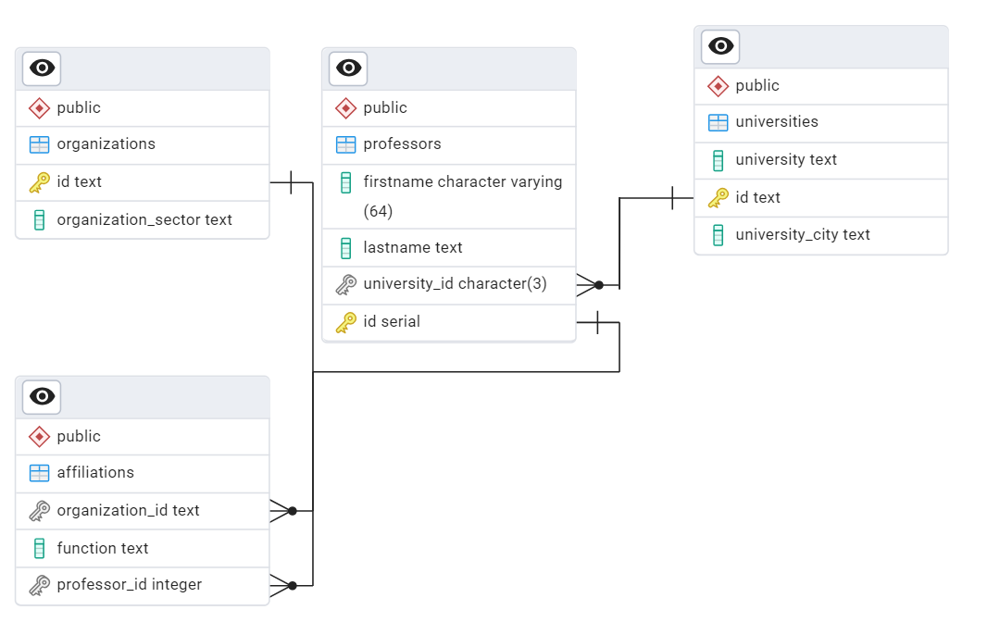 public
organizations
id text
organization_sector text
public
professors
firstname character varying
(64)
lastname text
university_id character(3)
id serial
public
universities
university text
id text
university_city text
public
affiliations
organization_id text
function text
professor_id integer